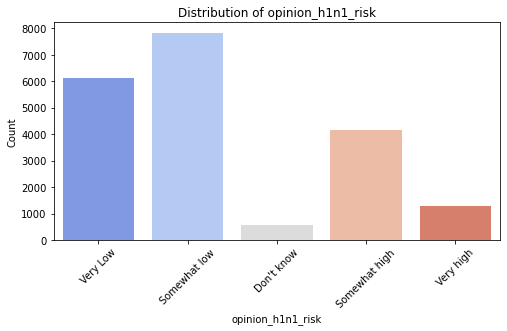 Distribution of opinion_h1n1_risk
Count
8000
7000
6000
5000
4000
3000
2000
1000
0
Very Low
Somewhat low
Don't know
Somewhat high
Very high
opinion_h1n1_risk